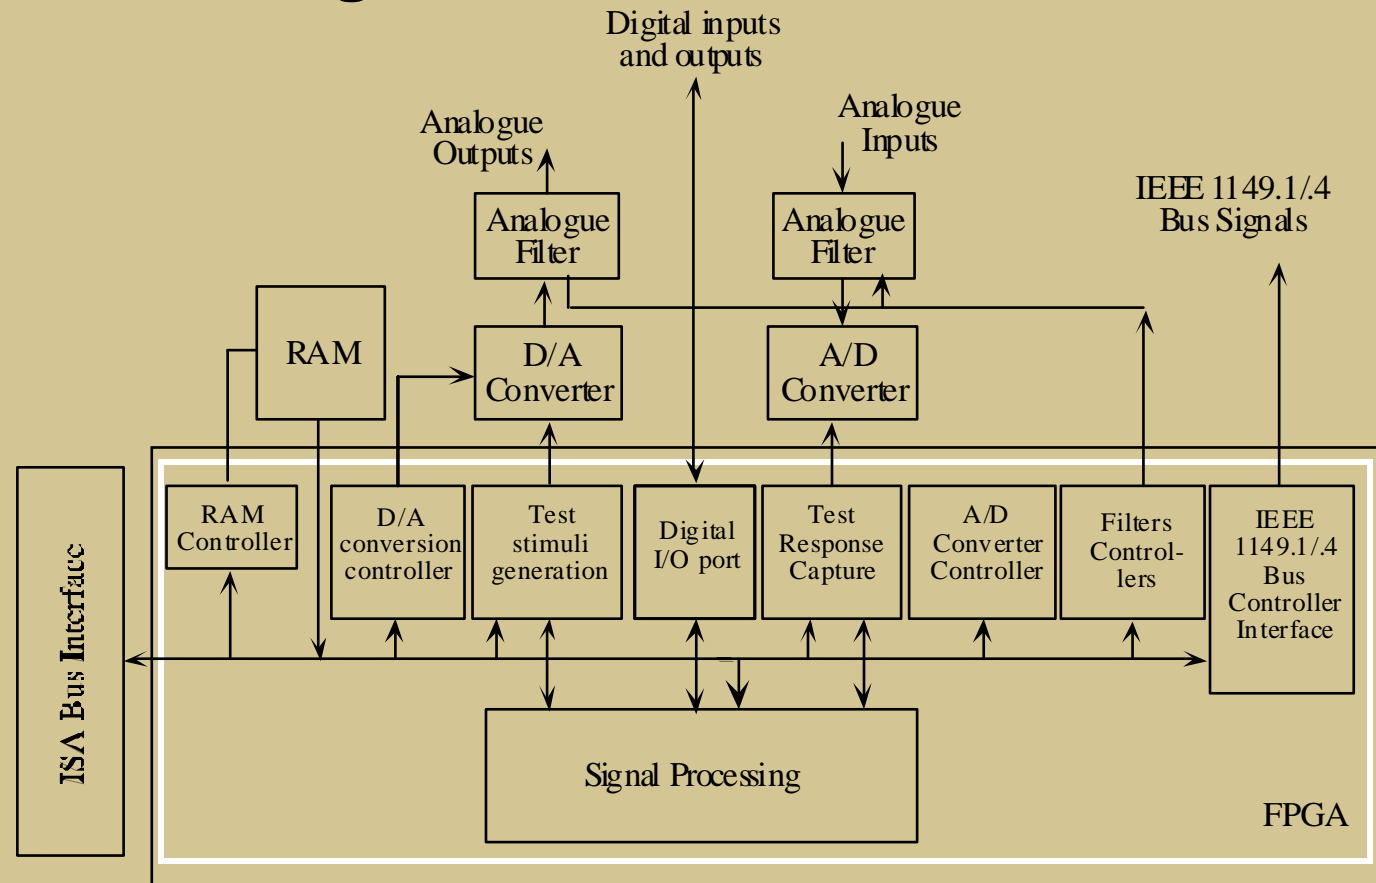 Digital inputs
and outputs
Analogue
Outputs
Analogue
Inputs
IEEE 1149.1/.4
Bus Signals
Analogue
Filter
Analogue
Filter
RAM
D/A
Converter
A/D
Converter
RAM
Controller
D/A
conversion
controller
Test
stimuli
generation
Digital
I/O port
Test
Response
Capture
A/D
Converter
Controller
Filters
Control-
lers
IEEE
1149.1/.4
Bus
Controller
Interface
ISA Bus Interface
Signal Processing
FPGA